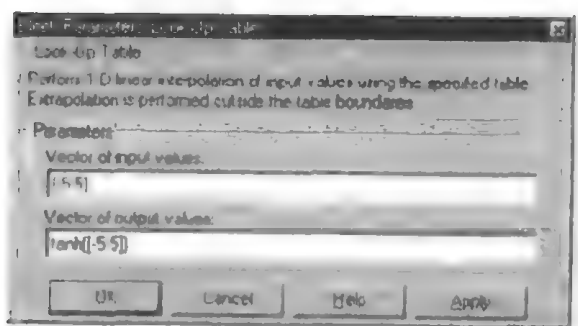 Block Parameters: Look-Up Table
Look-Up Table
Perform 1-D linear interpolation of input values using the specified table.
Extrapolation is performed outside the table boundaries.
Parameters
Vector of input values:
[-5:5]
Vector of output values:
tanh([-5:5])
OK
Cancel
Help
Apply